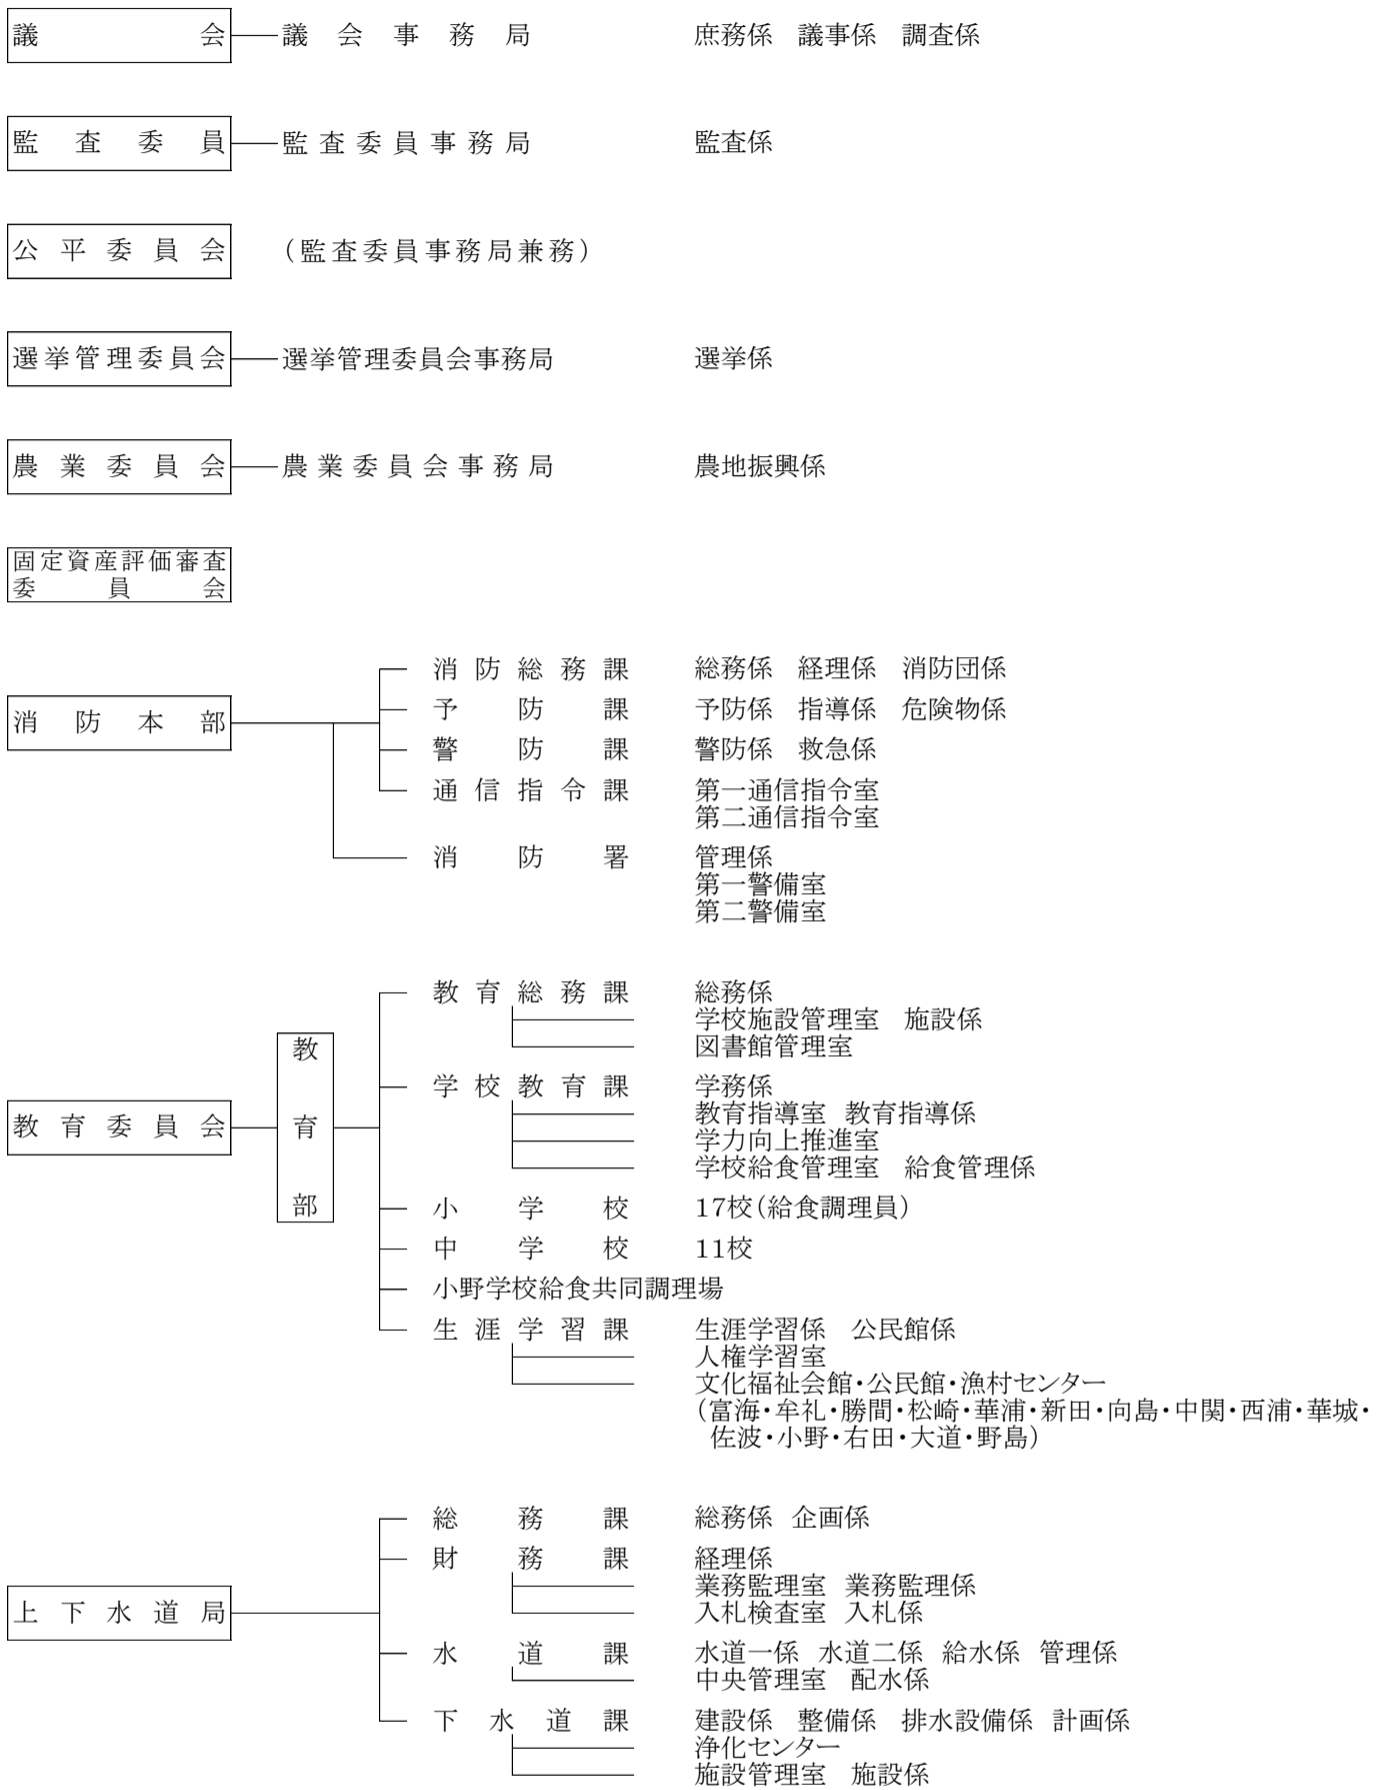 議会 議会事務局 庶務係 議事係 調査係
監査委員 監査委員事務局 監査係
公平委員会 （監査委員事務局兼務）
選挙管理委員会 選挙管理委員会事務局 選挙係
農業委員会 農業委員会事務局 農地振興係
固定資産評価審査
委員会
消防総務課 総務係 経理係 消防団係
予防課 予防係 指導係 危険物係
消防本部
警防課 警防係 救急係
通信指令課 第一通信指令室
第二通信指令室
消防署 管理係
第一警備室
第二警備室
教育総務課 総務係
学校施設管理室 施設係
図書館管理室
学校教育課 学務係
教育指導室 教育指導係
教育委員会 教育部
学力向上推進室
学校給食管理室 給食管理係
小学校 17校（給食調理員）
中学校 11校
小野学校給食共同調理場
生涯学習課 生涯学習係 公民館係
人権学習室
文化福祉会館・公民館・漁村センター
（富海・牟礼・勝間・松崎・華浦・新田・向島・中関・西浦・華城・
佐波・小野・右田・大道・野島）
総務課 総務係 企画係
財務課 経理係
業務監理室 業務監理係
上下水道局
入札検査室 入札係
水道課 水道一係 水道二係 給水係 管理係
中央管理室 配水係
下水道課 建設係 整備係 排水設備係 計画係
浄化センター
施設管理室 施設係